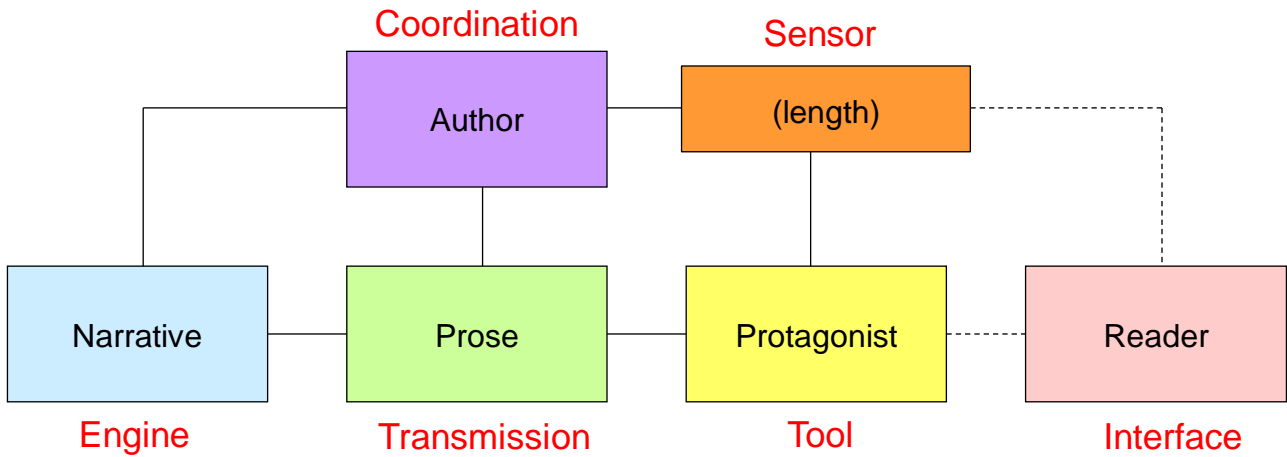 Coordination
Sensor
Author
(length)
Narrative
Prose
Protagonist
Reader
Engine
Transmission
Tool
Interface